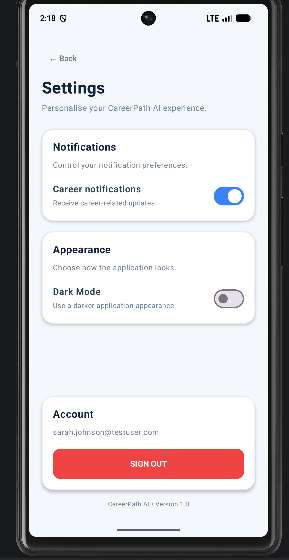 2:18
LTE
← Back
Settings
Personalise your CareerPath AI experience.
Notifications
Control your notification preferences.
Career notifications
Receive career-related updates
Appearance
Choose how the application looks.
Dark Mode
Use a darker application appearance
Account
sarah.johnson@testuser.com
SIGN OUT
CareerPath AI • Version 1.0